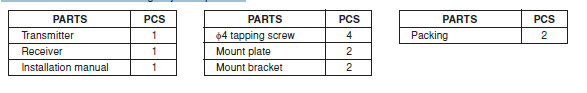 PARTS PCS
Transmitter 1
Receiver 1
Installation manual 1
PARTS PCS
ϕ4 tapping screw 4
Mount plate 2
Mount bracket 2
PARTS PCS
Packing 2